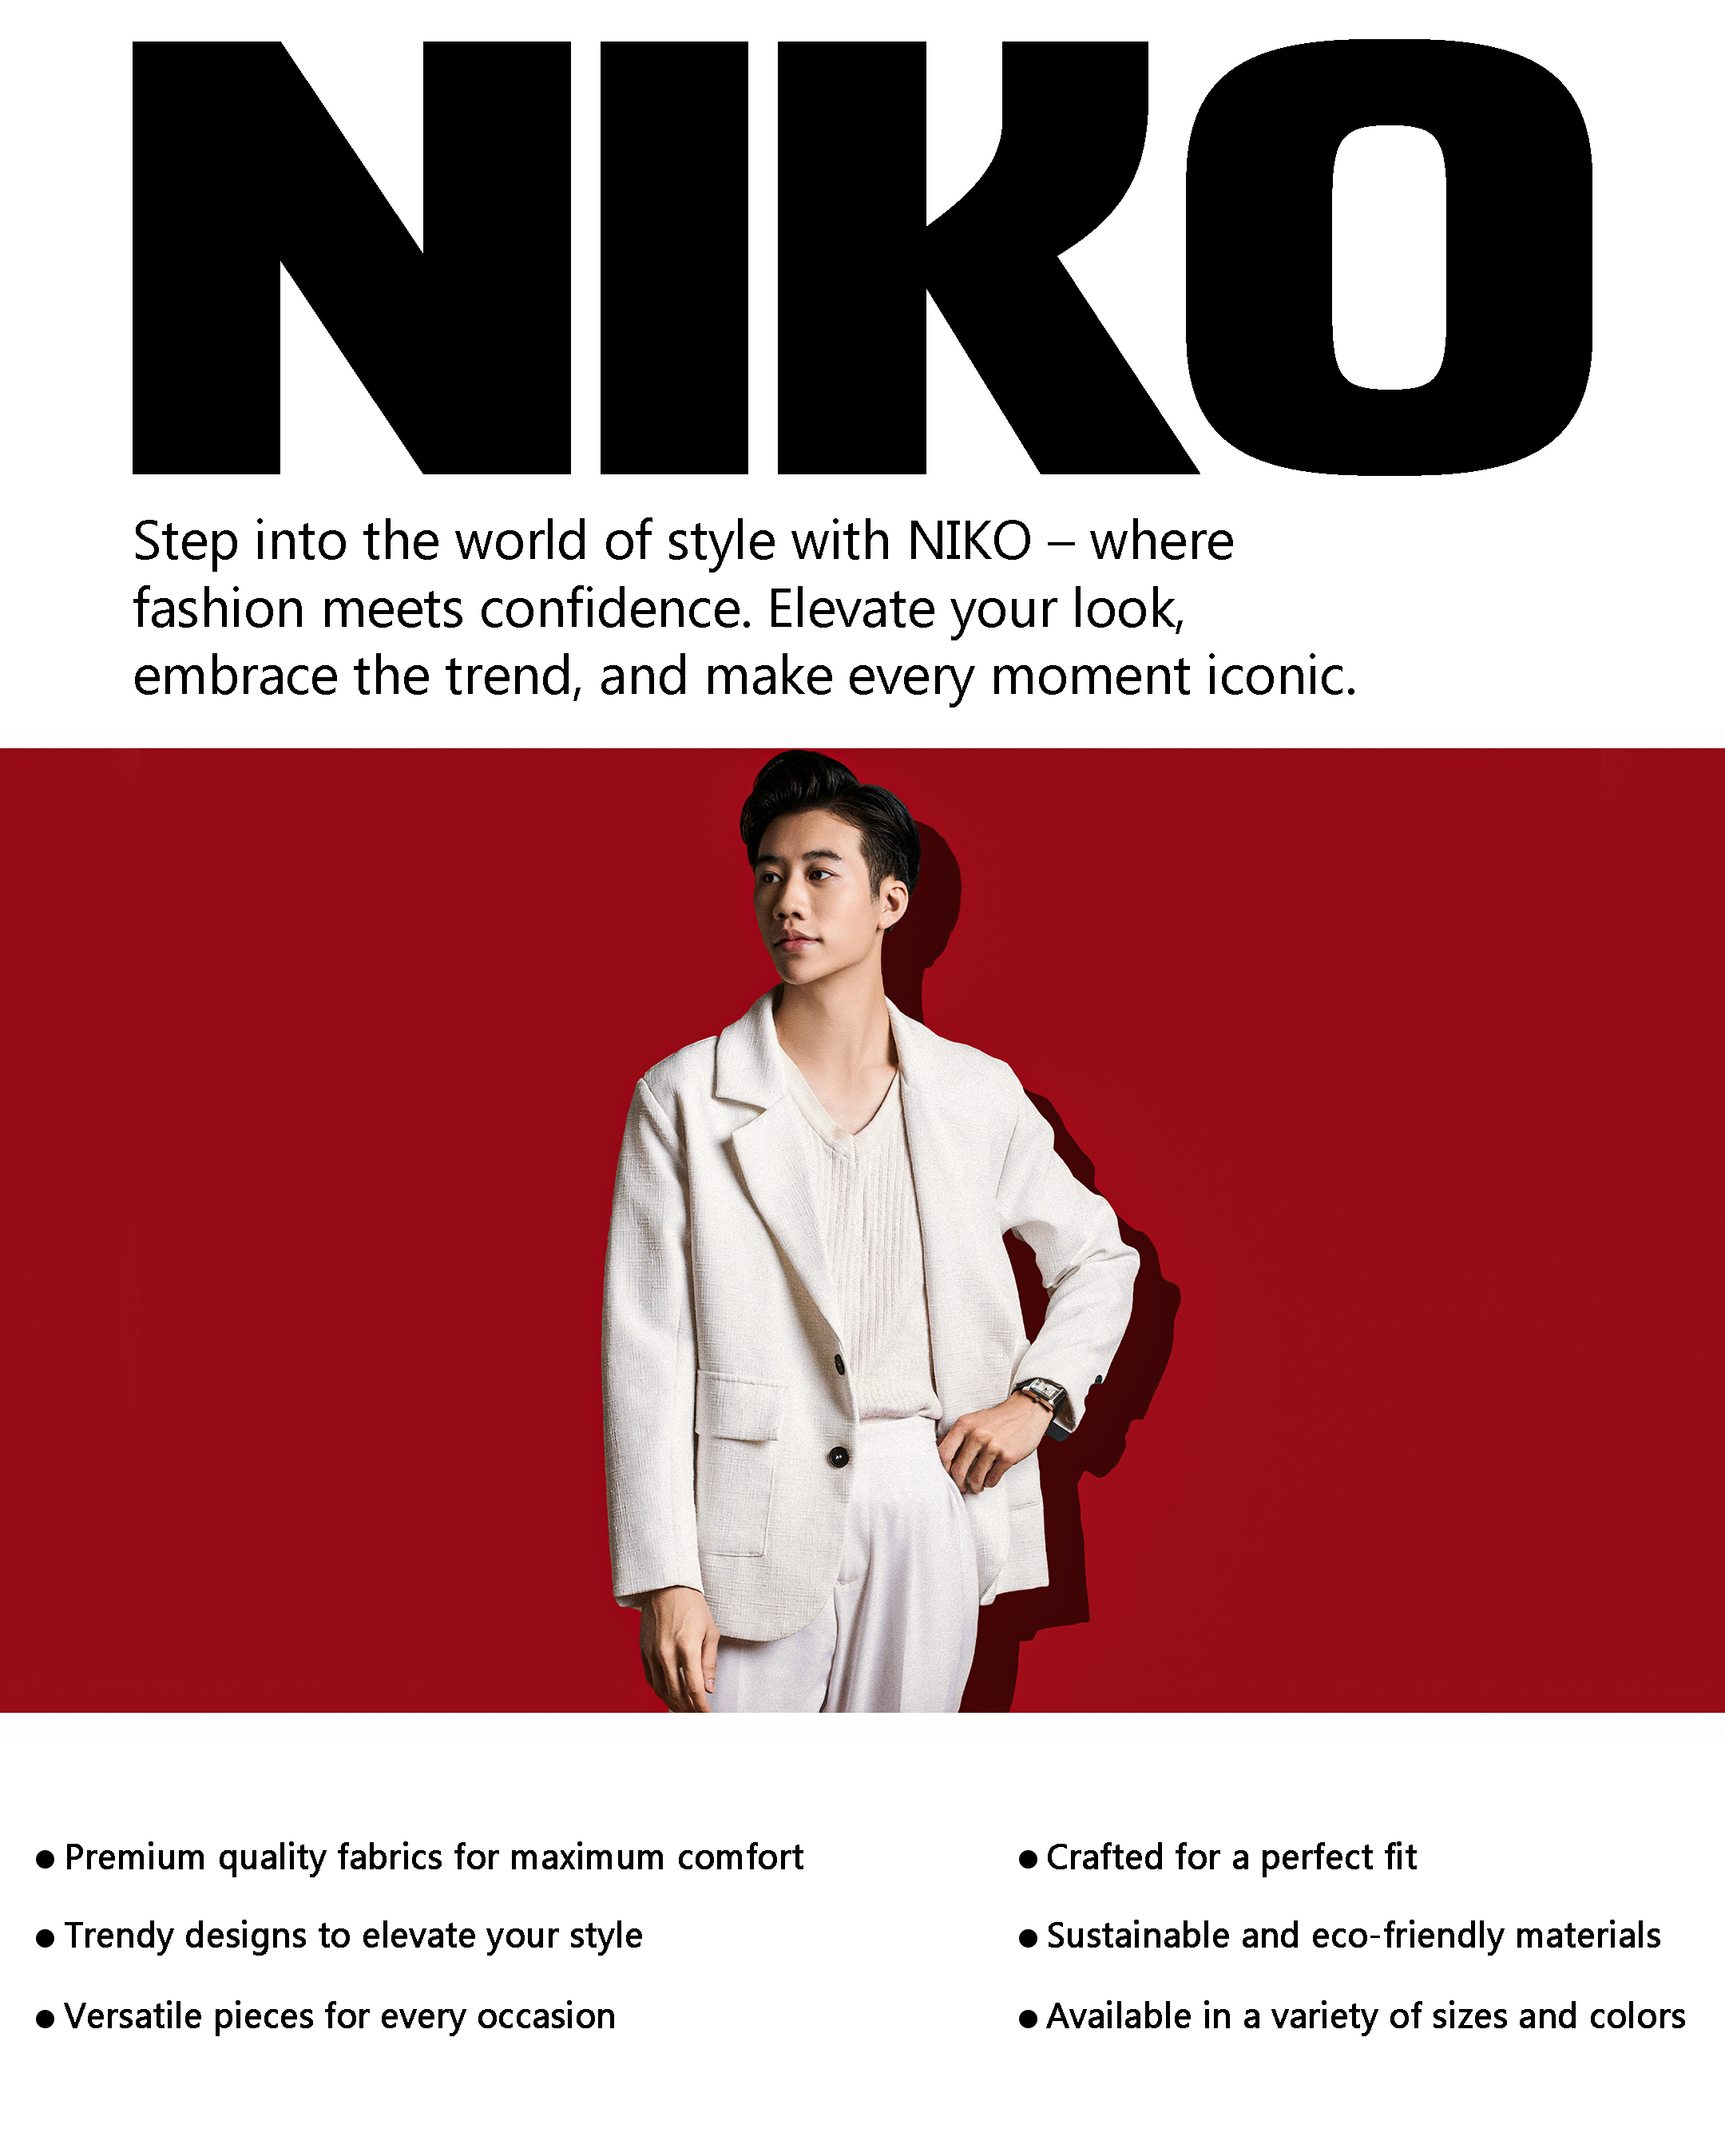 NIKO
Step into the world of style with NIKO – where
fashion meets confidence. Elevate your look,
embrace the trend, and make every moment iconic.
● Premium quality fabrics for maximum comfort
● Trendy designs to elevate your style
● Versatile pieces for every occasion
● Crafted for a perfect fit
● Sustainable and eco-friendly materials
● Available in a variety of sizes and colors